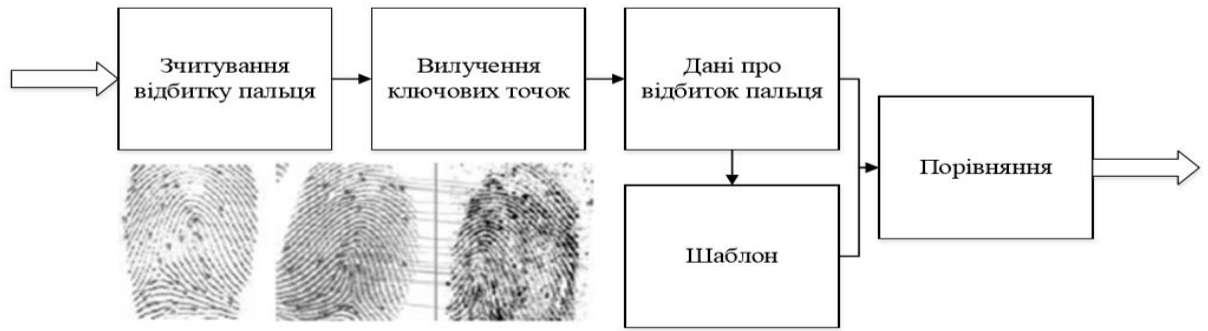 Зчитування
відбитку пальця
Вилучення
ключових точок
Дані про
відбиток пальця
Шаблон
Порівняння